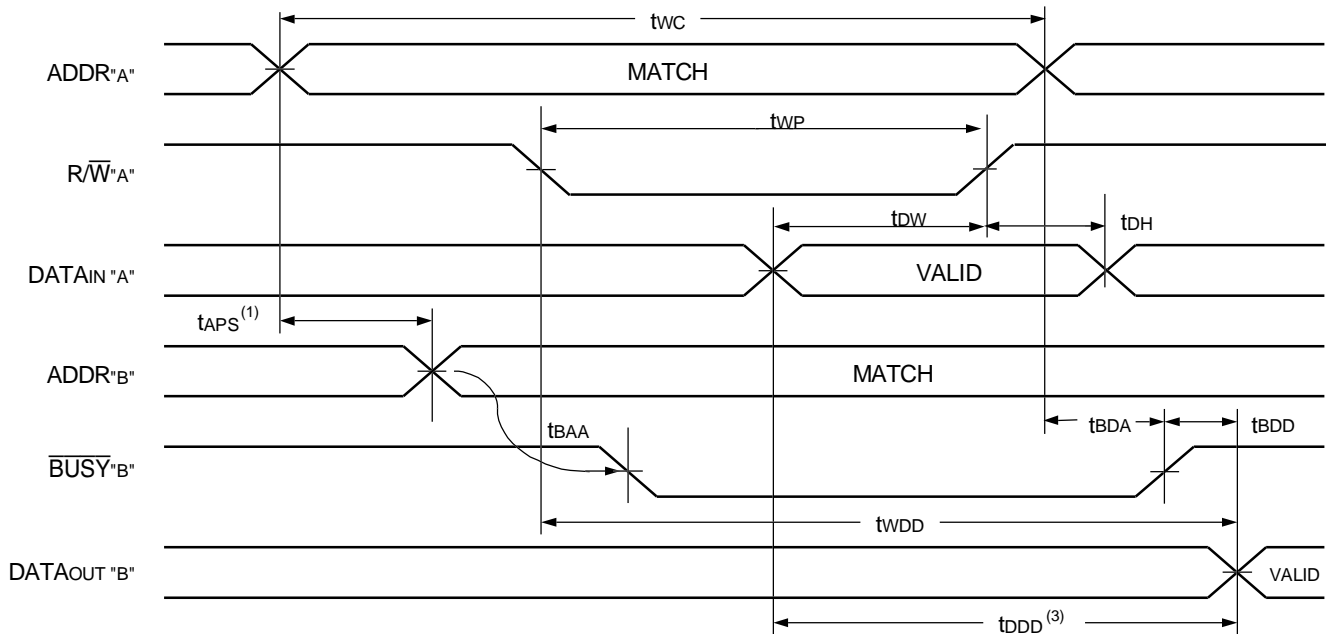 tWC
ADDR"A"
MATCH
tWP
R/W̅"A"
tDW
tDH
DATAIN "A"
VALID
tAPS(1)
ADDR"B"
MATCH
tBAA
tBDA
tBDD
B̅U̅S̅Y̅"B"
tWDD
DATAOUT "B"
VALID
tDDD(3)